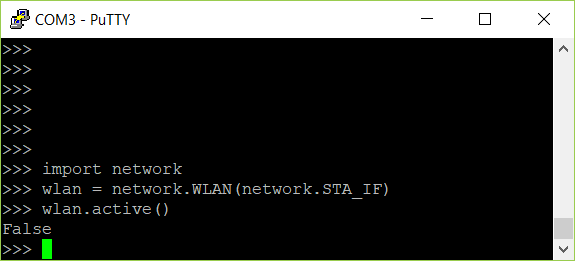 COM3 - PuTTY
>>>
>>>
>>>
>>>
>>>
>>>
>>> import network
>>> wlan = network.WLAN(network.STA_IF)
>>> wlan.active()
False
>>>